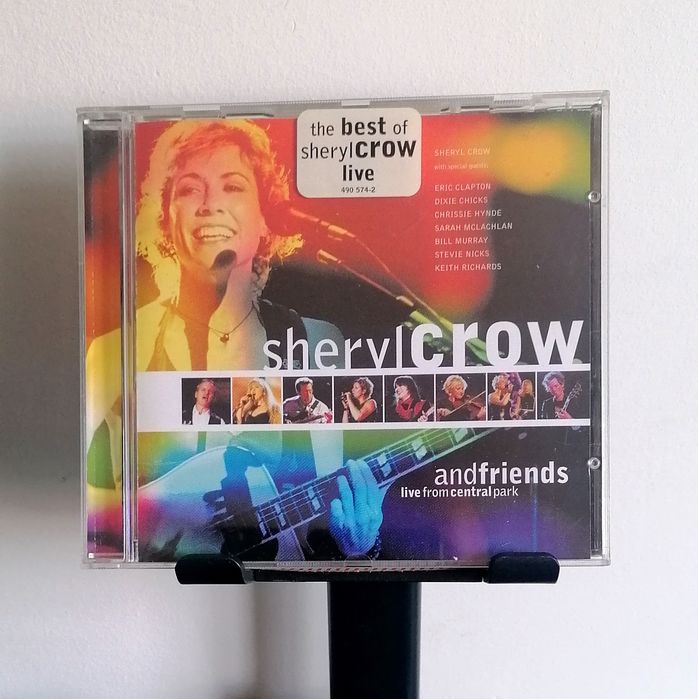 the best of
sherylcrow
live
490 574-2
SHERYL CROW
with special guests:
ERIC CLAPTON
DIXIE CHICKS
CHRISSIE HYNDE
SARAH MCLACHLAN
BILL MURRAY
STEVIE NICKS
KEITH RICHARDS
sherylcrow
andfriends
live from central park